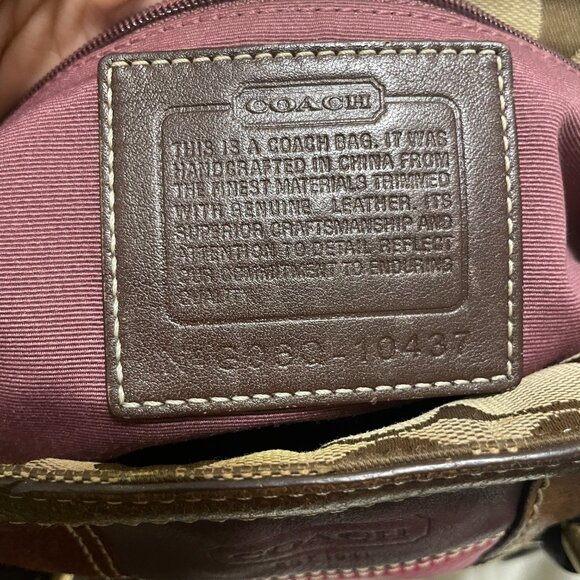 COACH
THIS IS A COACH BAG. IT WAS
HANDCRAFTED IN CHINA FROM
THE FINEST MATERIALS TRIMMED
WITH GENUINE LEATHER. ITS
SUPERIOR CRAFTSMANSHIP AND
ATTENTION TO DETAIL REFLECT
OUR COMMITMENT TO ENDURING
QUALITY.
-10437
COACH